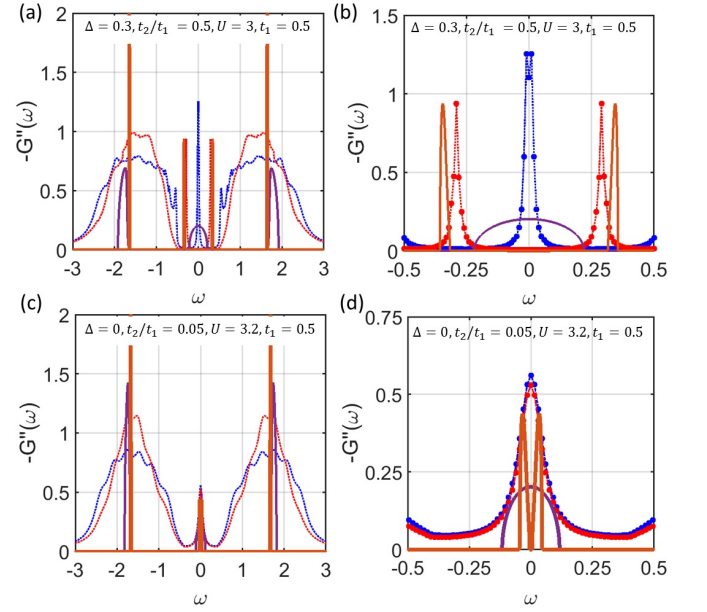 (a)
Δ = 0.3, t₂/t₁ = 0.5, U = 3, t₁ = 0.5
-G"(ω)
2
1.5
1
0.5
0
-3 -2 -1 0 1 2 3
ω
(b)
Δ = 0.3, t₂/t₁ = 0.5, U = 3, t₁ = 0.5
-G"(ω)
1.5
1
0.5
0
-0.5 -0.25 0 0.25 0.5
ω
(c)
Δ = 0, t₂/t₁ = 0.05, U = 3.2, t₁ = 0.5
-G"(ω)
2
1.5
1
0.5
0
-3 -2 -1 0 1 2 3
ω
(d)
Δ = 0, t₂/t₁ = 0.05, U = 3.2, t₁ = 0.5
-G"(ω)
0.75
0.5
0.25
0
-0.5 -0.25 0 0.25 0.5
ω